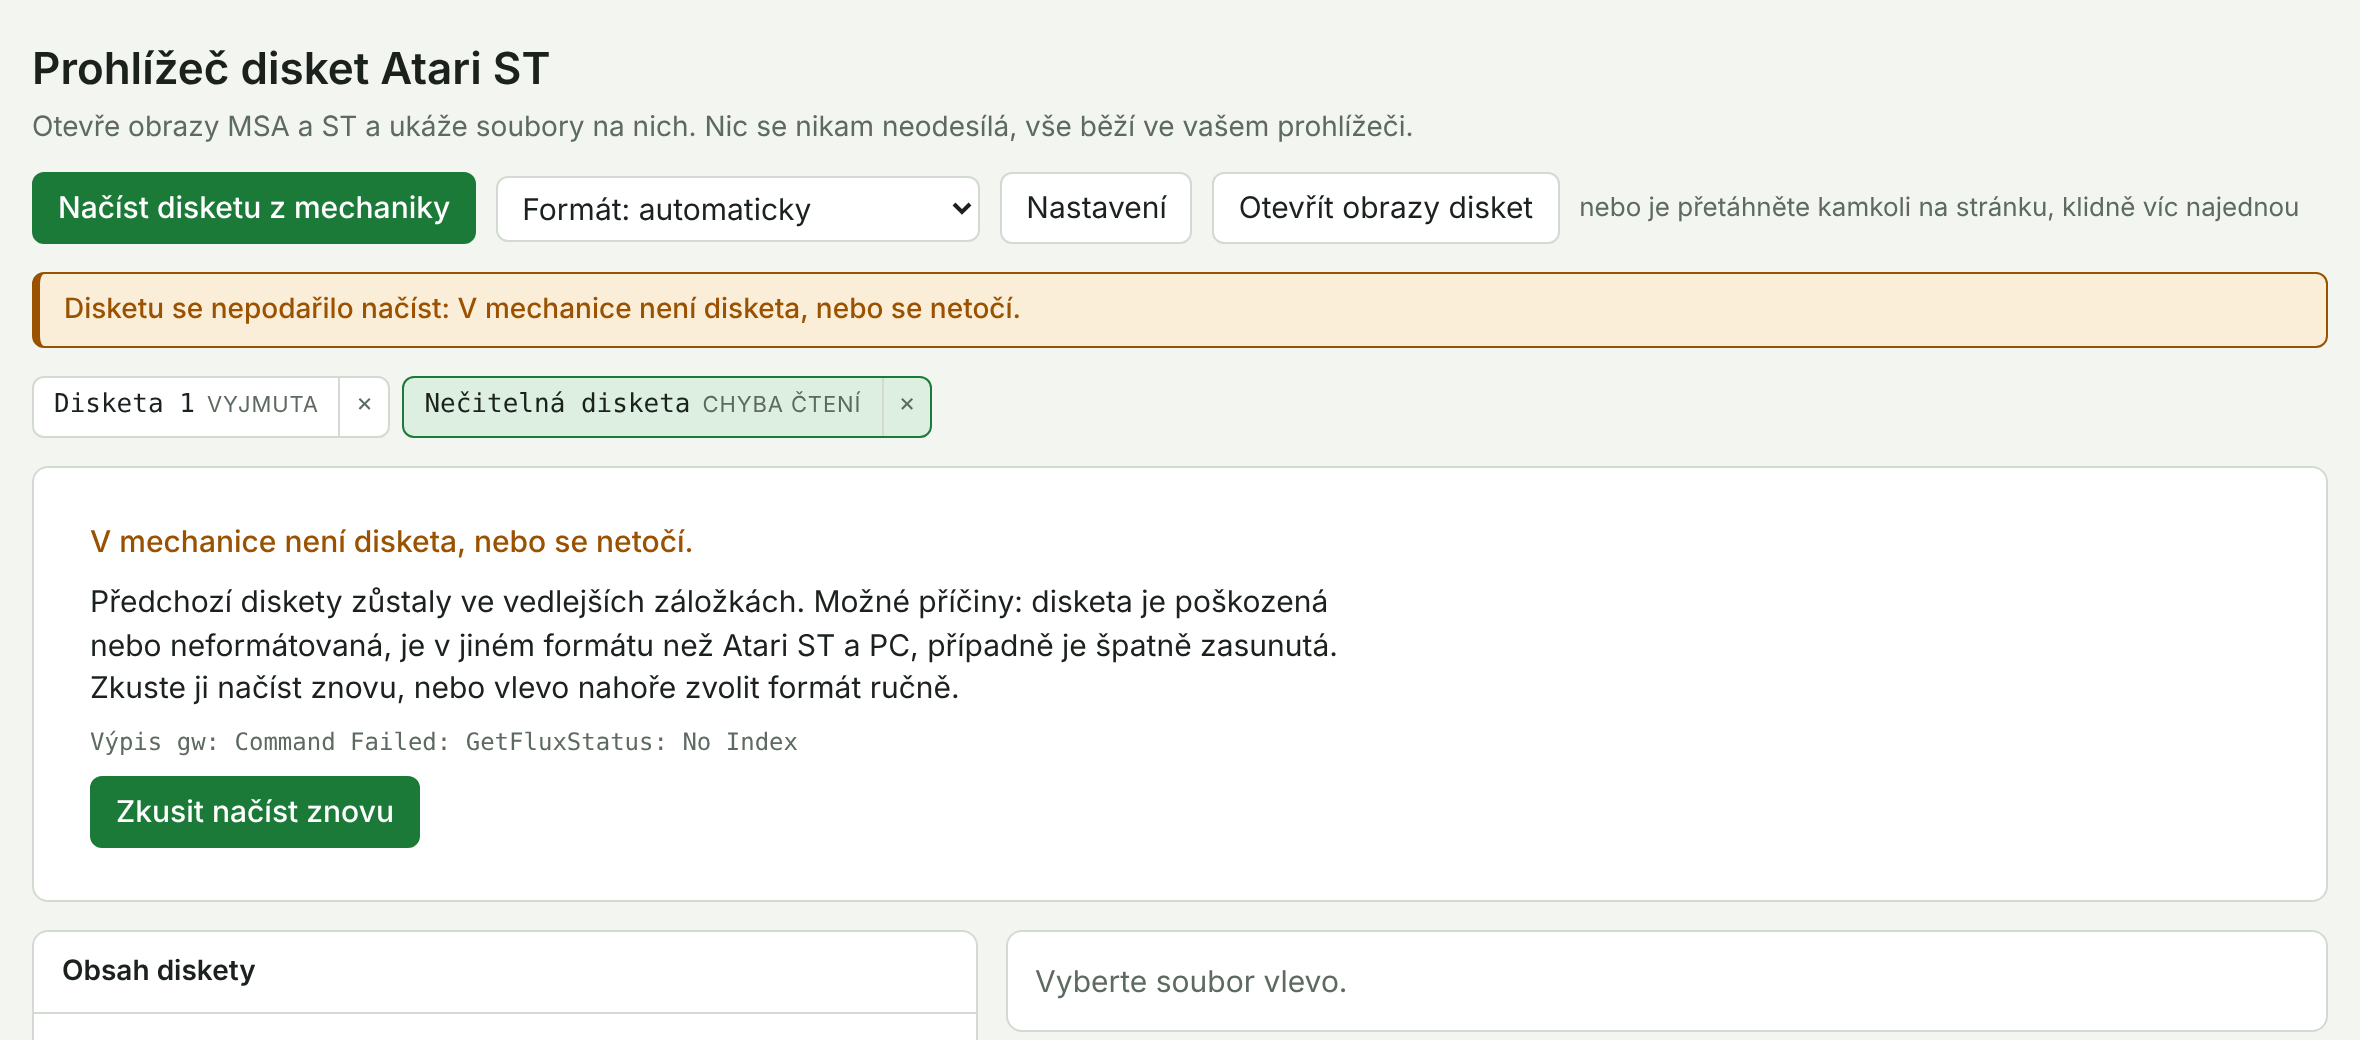 Prohlížeč disket Atari ST
Otevře obrazy MSA a ST a ukáže soubory na nich. Nic se nikam neodesílá, vše běží ve vašem prohlížeči.
Načíst disketu z mechaniky
Formát: automaticky
Nastavení
Otevřít obrazy disket
nebo je přetáhněte kamkoli na stránku, klidně víc najednou
Disketu se nepodařilo načíst: V mechanice není disketa, nebo se netočí.
Disketa 1 VYJMUTA ×
Nečitelná disketa CHYBA ČTENÍ ×
V mechanice není disketa, nebo se netočí.
Předchozí diskety zůstaly ve vedlejších záložkách. Možné příčiny: disketa je poškozená
nebo neformátovaná, je v jiném formátu než Atari ST a PC, případně je špatně zasunutá.
Zkuste ji načíst znovu, nebo vlevo nahoře zvolit formát ručně.
Výpis gw: Command Failed: GetFluxStatus: No Index
Zkusit načíst znovu
Obsah diskety
Vyberte soubor vlevo.